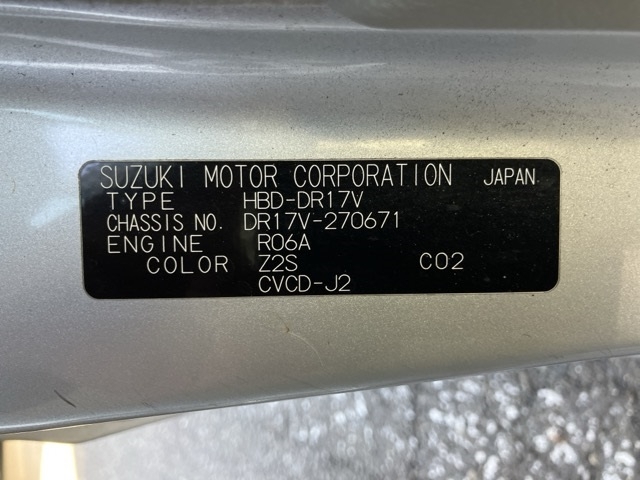 SUZUKI MOTOR CORPORATION JAPAN
TYPE HBD-DR17V
CHASSIS NO. DR17V-270671
ENGINE R06A
COLOR Z2S C02
CVCD-J2